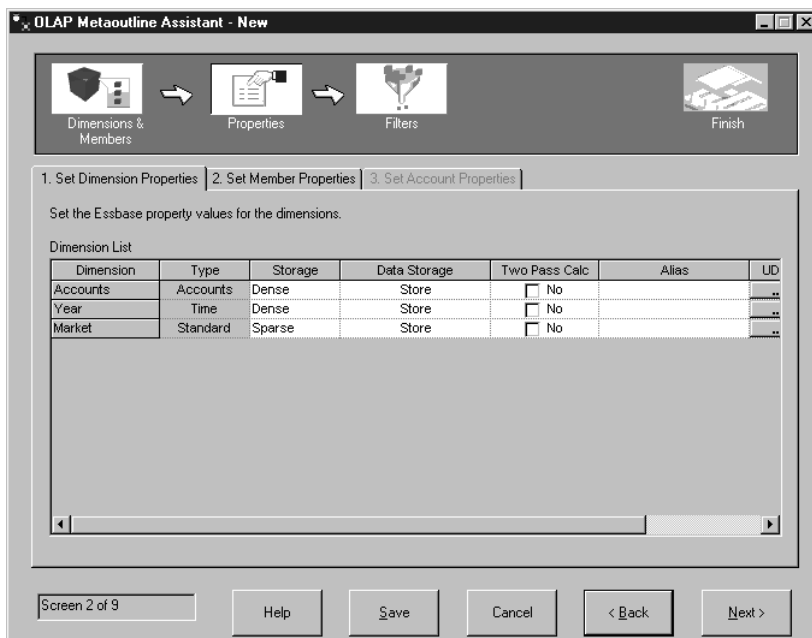 OLAP Metaoutline Assistant - New
Dimensions &
Members
Properties
Filters
Finish
1. Set Dimension Properties 2. Set Member Properties 3. Set Account Properties
Set the Essbase property values for the dimensions.
Dimension List
Dimension Type Storage Data Storage Two Pass Calc Alias UD
Accounts Accounts Dense Store No ..
Year Time Dense Store No ..
Market Standard Sparse Store No ..
Screen 2 of 9 Help Save Cancel < Back Next >